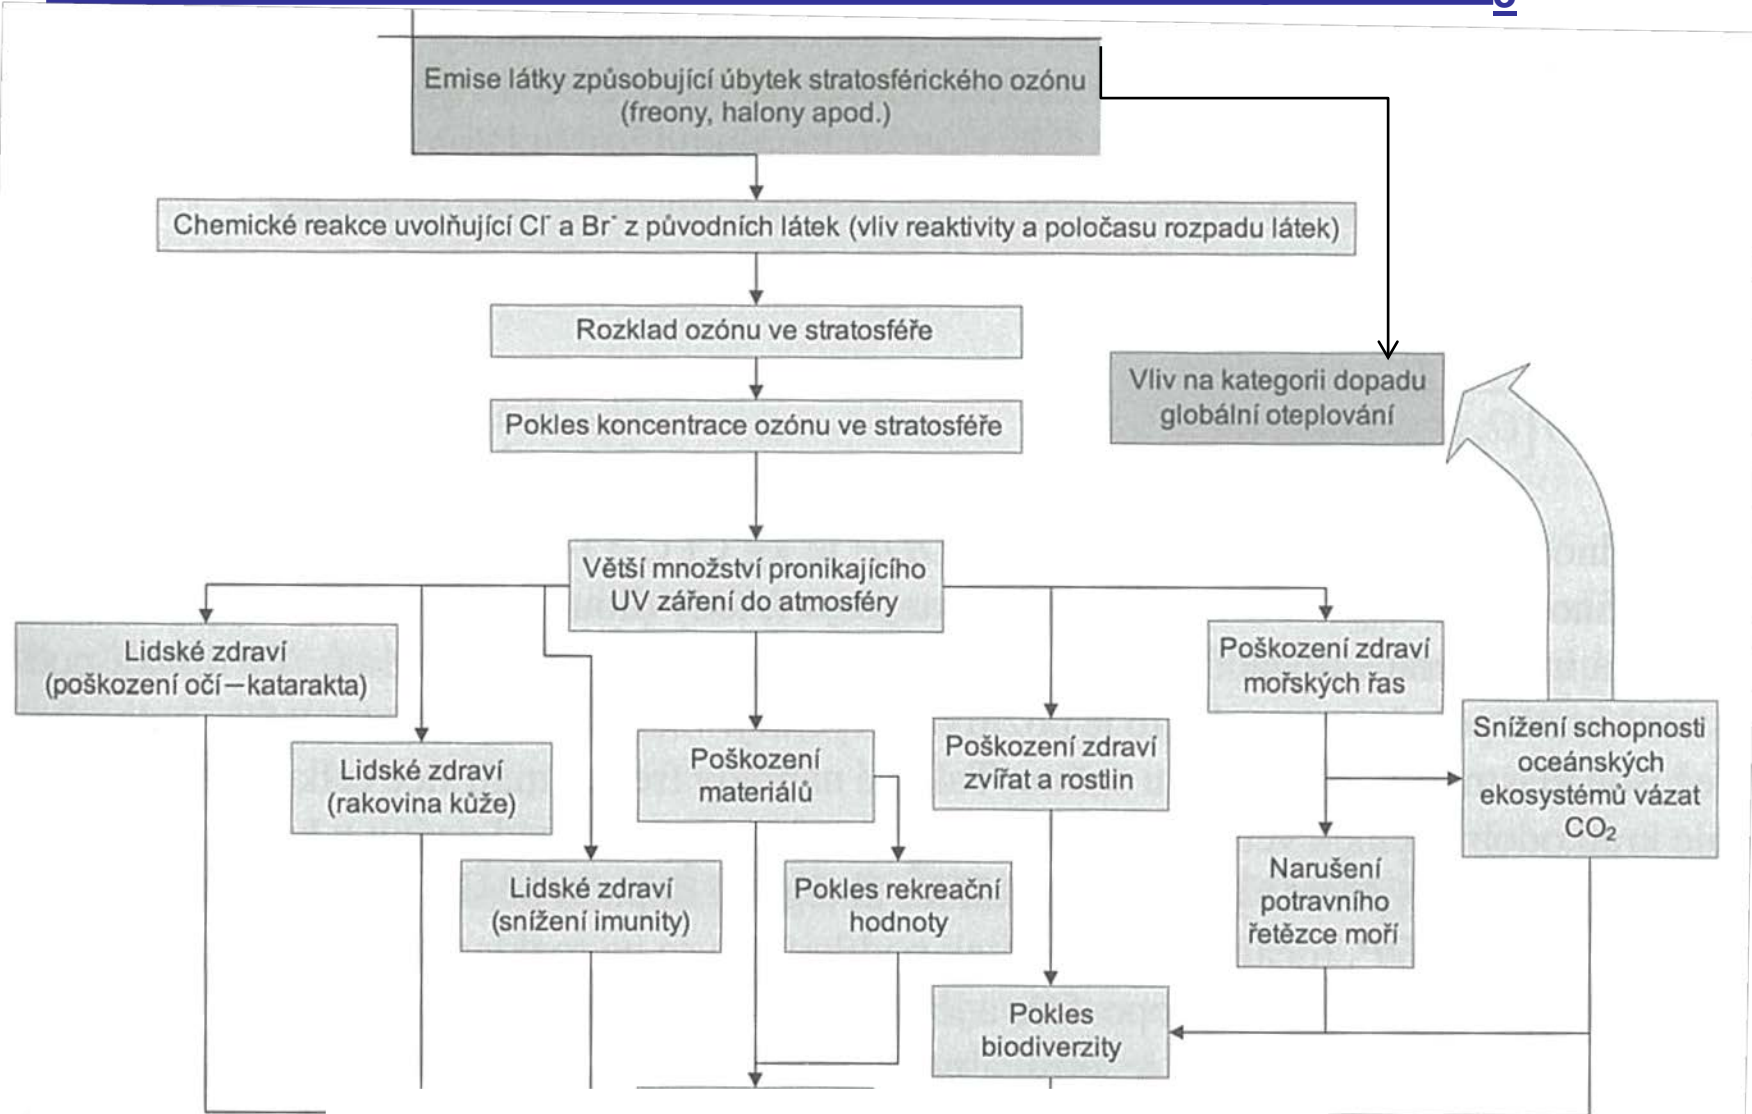 Emise látky způsobující úbytek stratosférického ozónu
(freony, halony apod.)
Chemické reakce uvolňující Cl⁻ a Br⁻ z původních látek (vliv reaktivity a poločasu rozpadu látek)
Rozklad ozónu ve stratosféře
Vliv na kategorii dopadu
globální oteplování
Pokles koncentrace ozónu ve stratosféře
Větší množství pronikajícího
UV záření do atmosféry
Lidské zdraví
(poškození očí—katarakta)
Poškození zdraví
mořských řas
Lidské zdraví
(rakovina kůže)
Poškození
materiálů
Poškození zdraví
zvířat a rostlin
Snížení schopnosti
oceánských
ekosystémů vázat
CO₂
Lidské zdraví
(snížení imunity)
Pokles rekreační
hodnoty
Narušení
potravního
řetězce moří
Pokles
biodiverzity